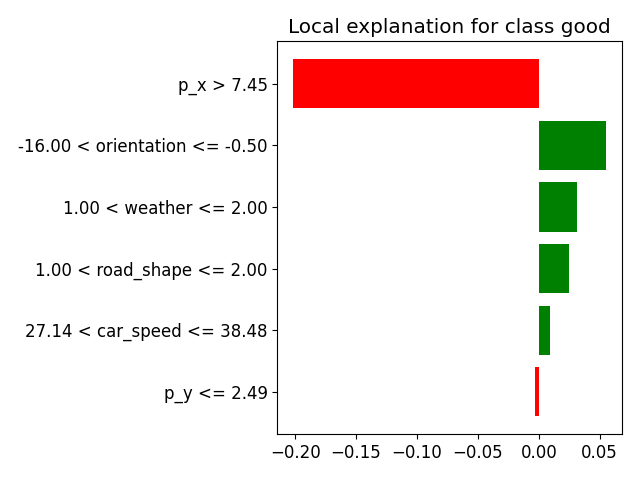 Local explanation for class good
p_x > 7.45
-16.00 < orientation <= -0.50
1.00 < weather <= 2.00
1.00 < road_shape <= 2.00
27.14 < car_speed <= 38.48
p_y <= 2.49
−0.20 −0.15 −0.10 −0.05 0.00 0.05